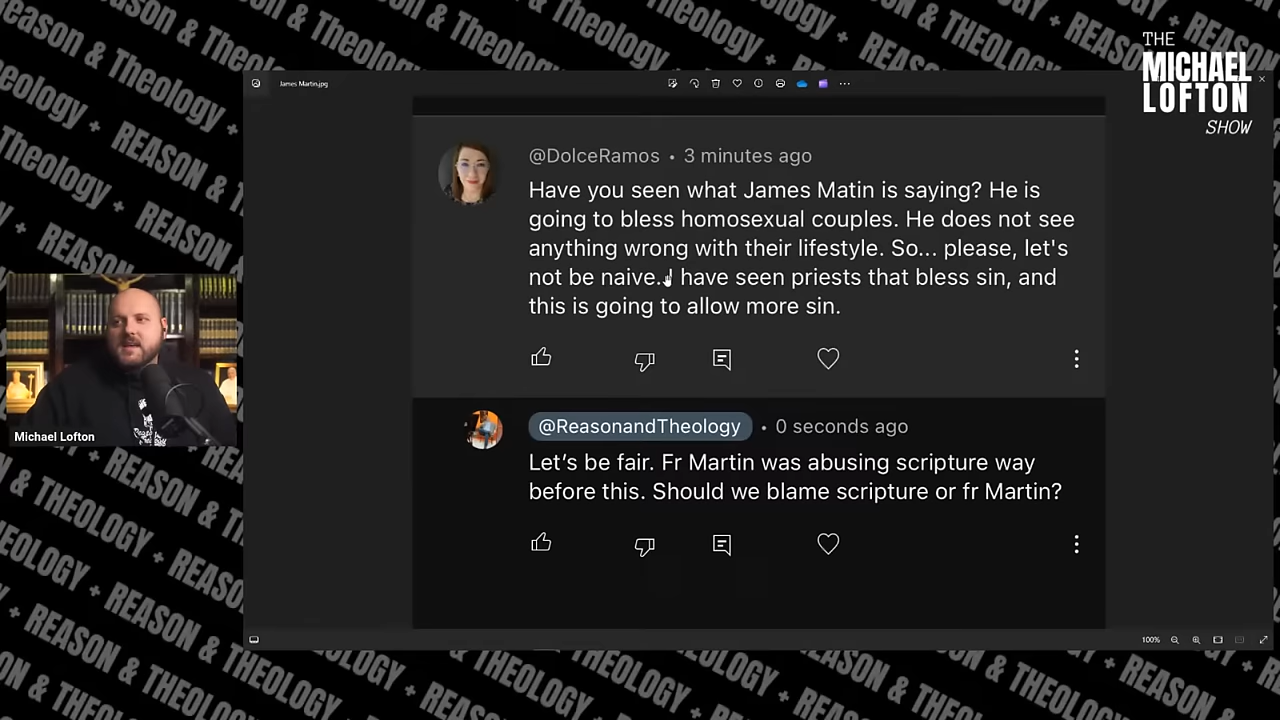 THE
MICHAEL
LOFTON
SHOW
James Martin.jpg
@DolceRamos • 3 minutes ago
Have you seen what James Matin is saying? He is
going to bless homosexual couples. He does not see
anything wrong with their lifestyle. So... please, let's
not be naive. I have seen priests that bless sin, and
this is going to allow more sin.
@ReasonandTheology • 0 seconds ago
Let’s be fair. Fr Martin was abusing scripture way
before this. Should we blame scripture or fr Martin?
Michael Lofton
100%
REASON & THEOLOGY + REASON & THEOLOGY